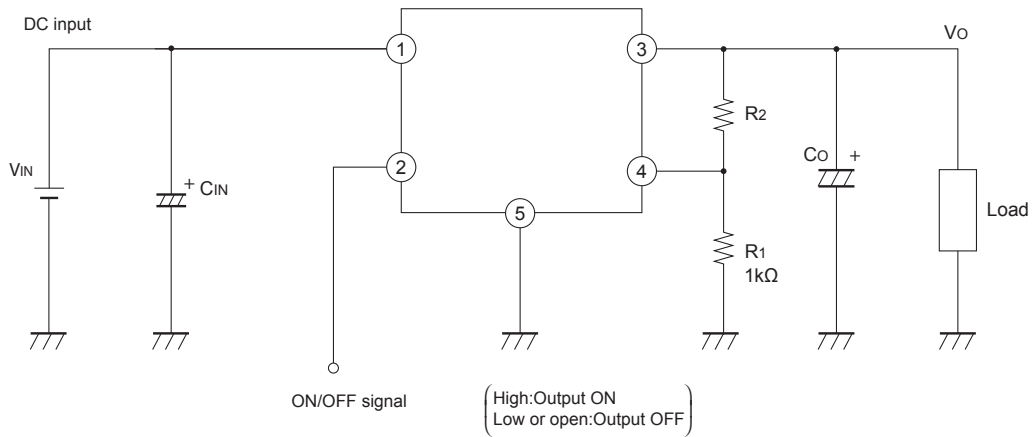 DC input
VO
1
3
R2
VIN
+
CIN
2
4
CO
+
5
R1
1kΩ
Load
ON/OFF signal
High:Output ON
Low or open:Output OFF